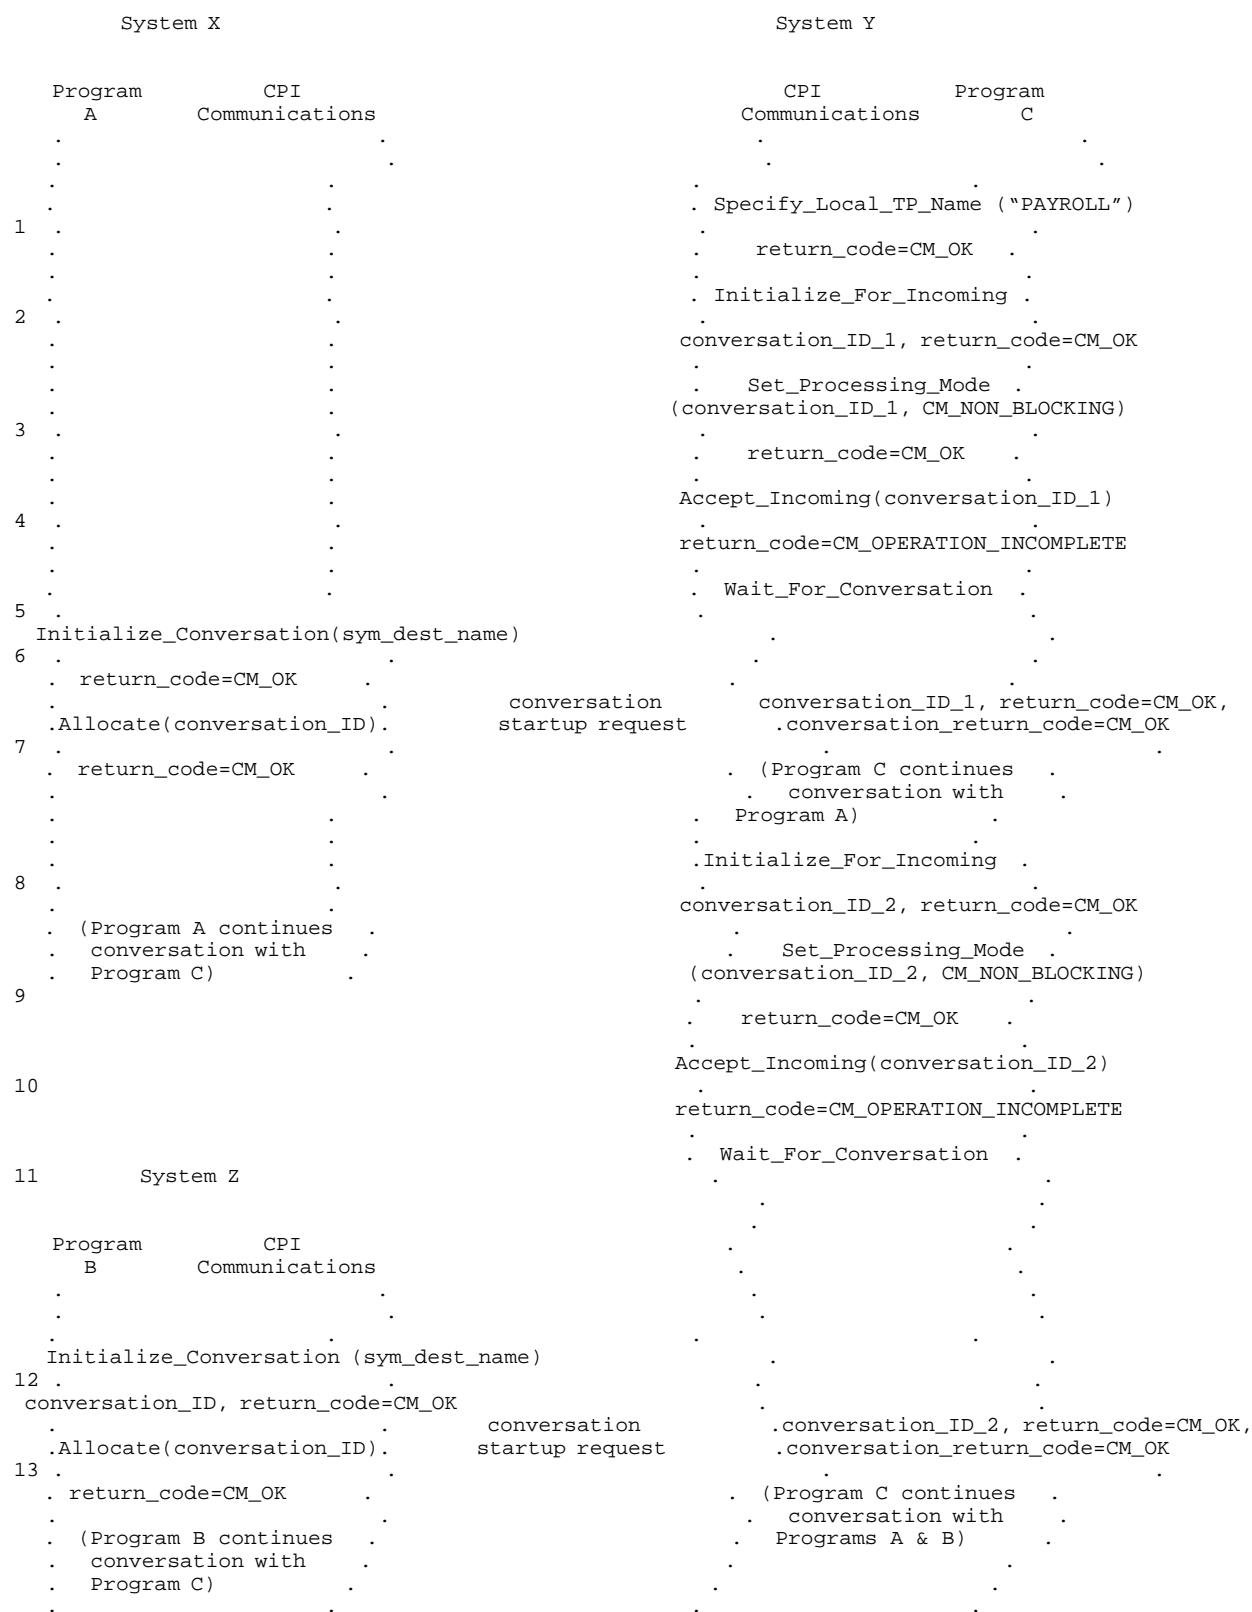 System X System Y
Program CPI CPI Program
A Communications Communications C
. Specify_Local_TP_Name (“PAYROLL”)
1
return_code=CM_OK
. Initialize_For_Incoming .
2
conversation_ID_1, return_code=CM_OK
. Set_Processing_Mode .
(conversation_ID_1, CM_NON_BLOCKING)
3
. return_code=CM_OK .
Accept_Incoming(conversation_ID_1)
4
return_code=CM_OPERATION_INCOMPLETE
. Wait_For_Conversation .
5
Initialize_Conversation(sym_dest_name)
6
. return_code=CM_OK .
conversation conversation_ID_1, return_code=CM_OK,
.Allocate(conversation_ID). startup request .conversation_return_code=CM_OK
7
. return_code=CM_OK . . (Program C continues .
. conversation with .
. Program A) .
.Initialize_For_Incoming .
8
conversation_ID_2, return_code=CM_OK
. (Program A continues .
. conversation with . . Set_Processing_Mode .
. Program C) . (conversation_ID_2, CM_NON_BLOCKING)
9
. return_code=CM_OK .
Accept_Incoming(conversation_ID_2)
10
return_code=CM_OPERATION_INCOMPLETE
. Wait_For_Conversation .
11 System Z
Program CPI
B Communications
Initialize_Conversation (sym_dest_name)
12
conversation_ID, return_code=CM_OK
conversation .conversation_ID_2, return_code=CM_OK,
.Allocate(conversation_ID). startup request .conversation_return_code=CM_OK
13
. return_code=CM_OK . . (Program C continues .
. conversation with .
. (Program B continues . . Programs A & B) .
. conversation with .
. Program C) .